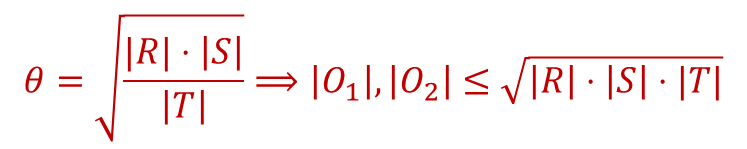 θ = √(|R| · |S| / |T|) ⟹ |O₁|, |O₂| ≤ √(|R| · |S| · |T|)